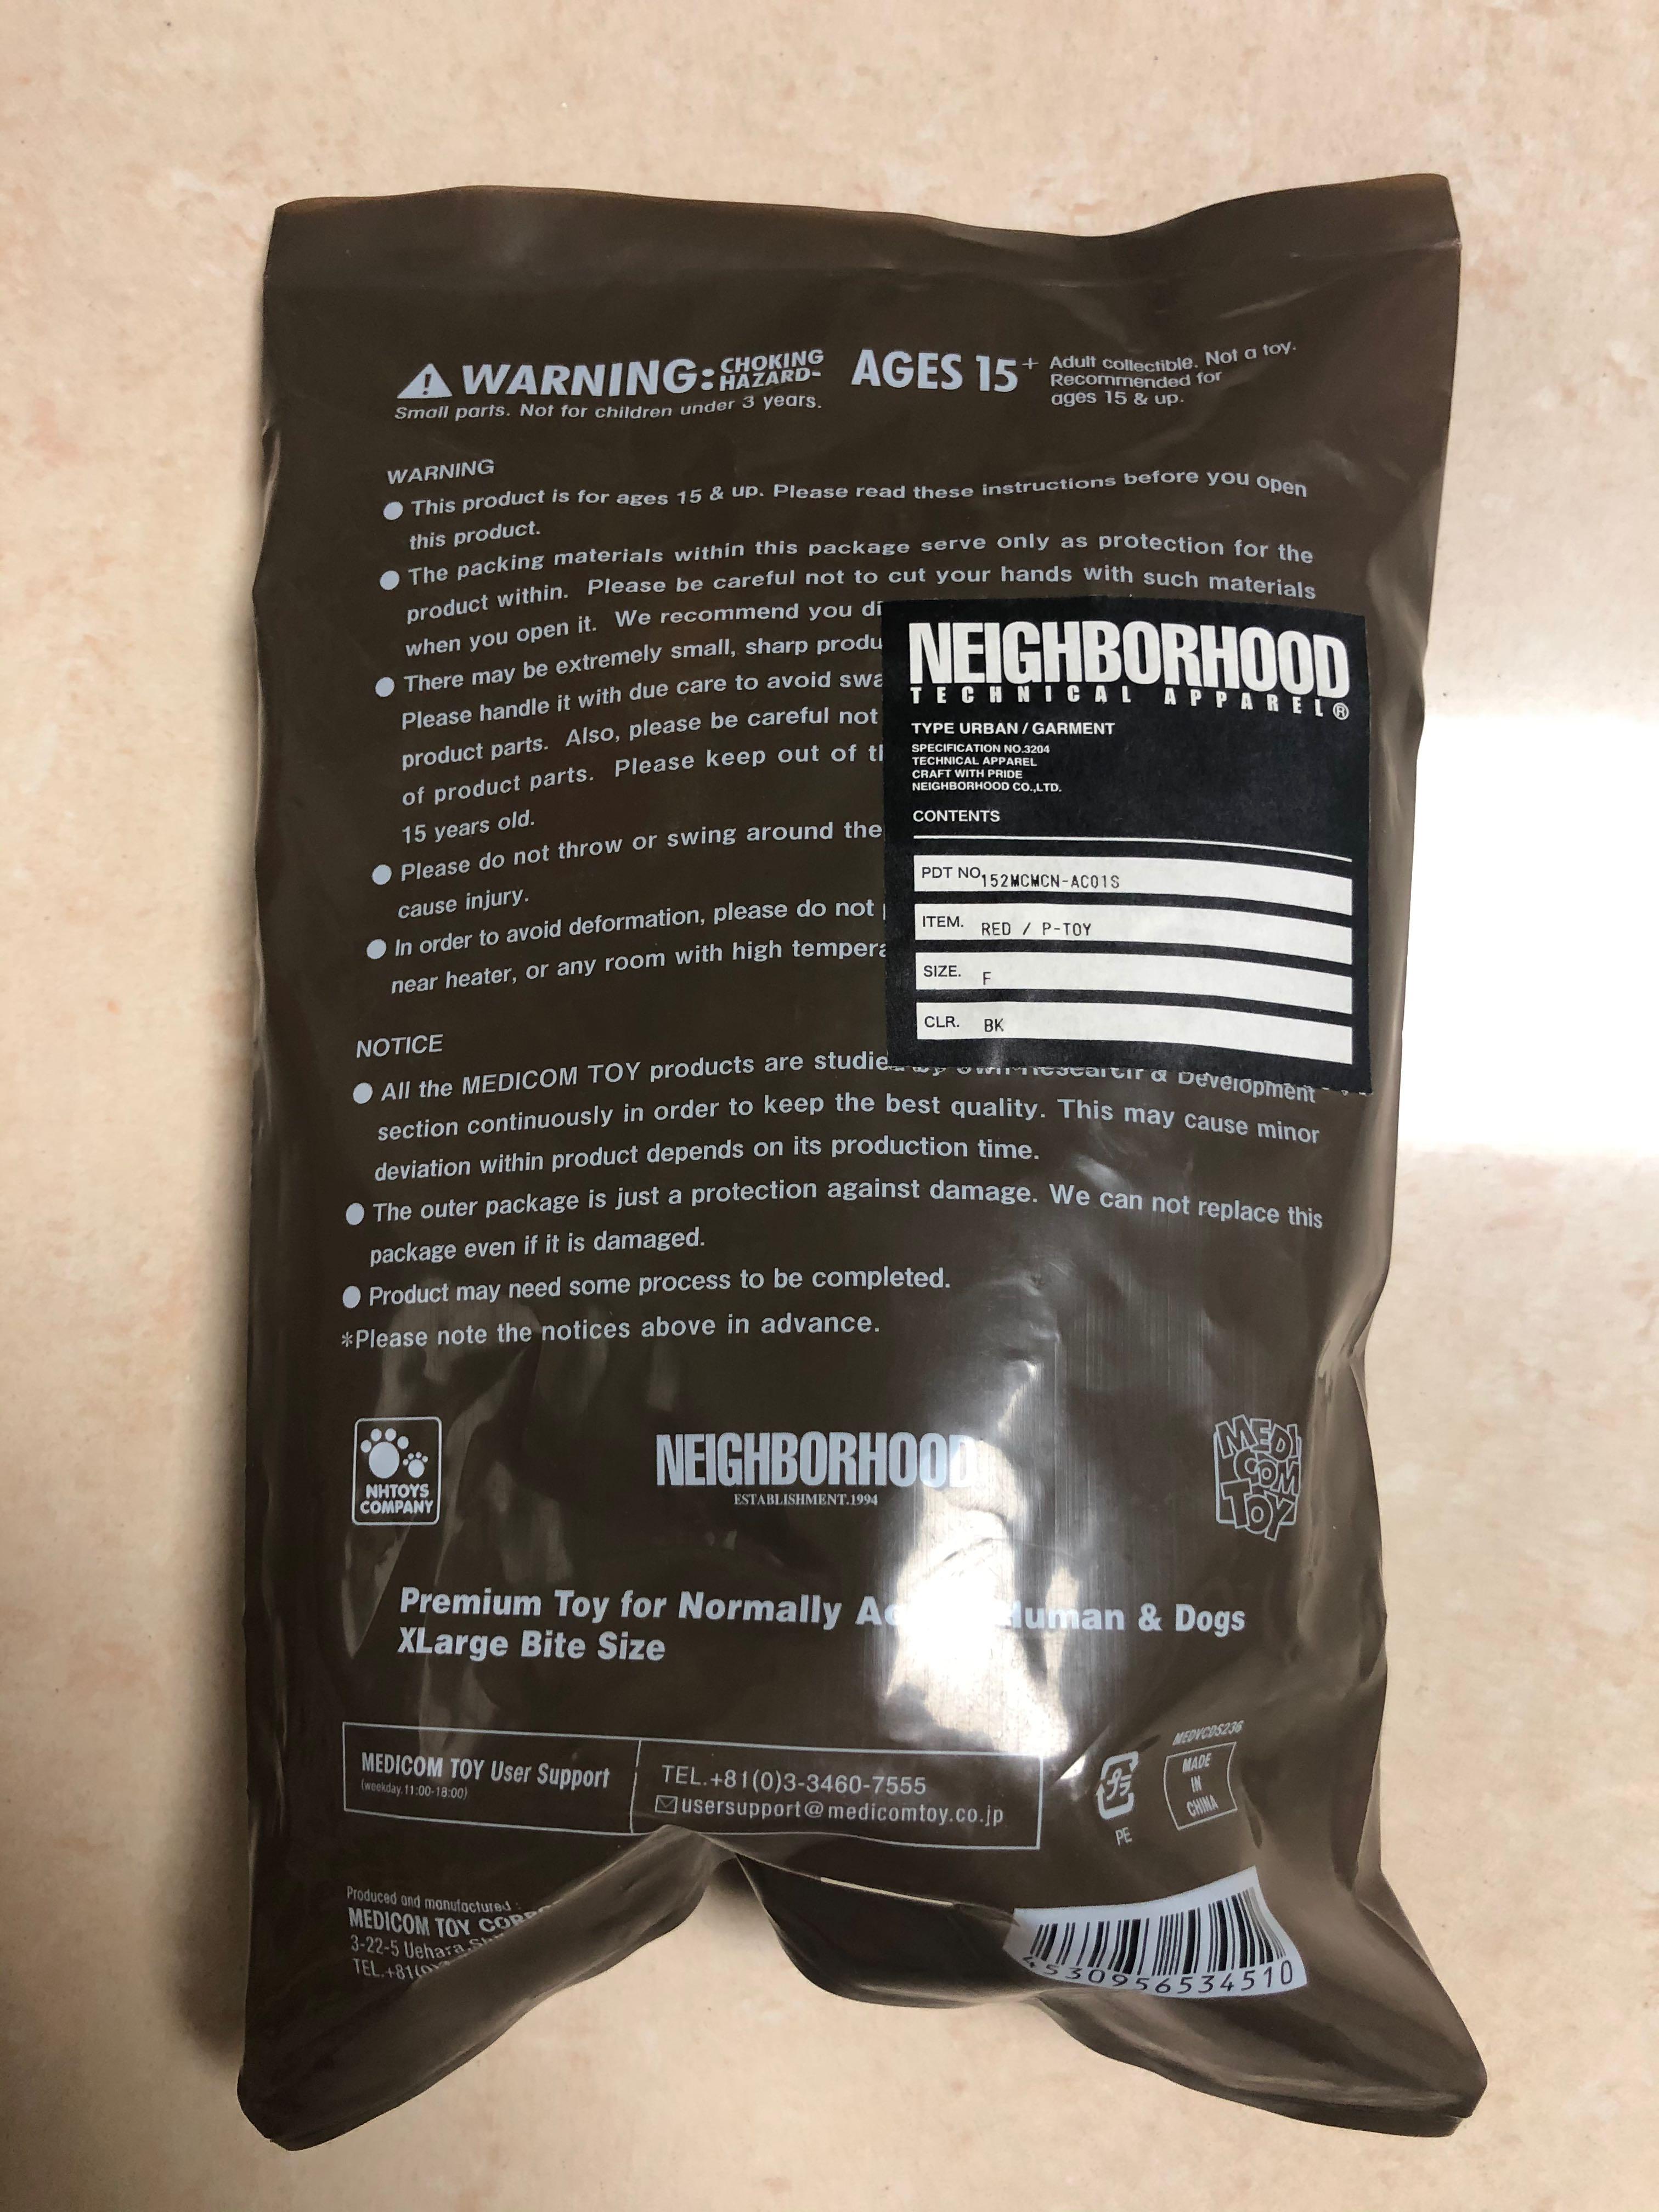 WARNING: CHOKING HAZARD-
Small parts. Not for children under 3 years.
AGES 15+
Adult collectible. Not a toy.
Recommended for
ages 15 & up.
WARNING
● This product is for ages 15 & up. Please read these instructions before you open
this product.
● The packing materials within this package serve only as protection for the
product within. Please be careful not to cut your hands with such materials
when you open it. We recommend you
● There may be extremely small, sharp
Please handle it with due care to avoid
product parts. Also, please be careful not
of product parts. Please keep out of
15 years old.
● Please do not throw or swing around the
cause injury.
● In order to avoid deformation, please do not
near heater, or any room with high
NEIGHBORHOOD
TECHNICAL APPAREL®
TYPE URBAN / GARMENT
SPECIFICATION NO.3204
TECHNICAL APPAREL
CRAFT WITH PRIDE
NEIGHBORHOOD CO.,LTD.
CONTENTS
PDT NO. 152MCMCN-AC01S
ITEM. RED / P-TOY
SIZE. F
CLR. BK
NOTICE
● All the MEDICOM TOY products are studied by own Research & Development
section continuously in order to keep the best quality. This may cause minor
deviation within product depends on its production time.
● The outer package is just a protection against damage. We can not replace this
package even if it is damaged.
● Product may need some process to be completed.
*Please note the notices above in advance.
NHTOYS
COMPANY
NEIGHBORHOOD
ESTABLISHMENT.1994
MEDI
COM
TOY
Premium Toy for Normally Human & Dogs
XLarge Bite Size
MEDICOM TOY User Support
(weekday.11:00-18:00)
TEL.+81(0)3-3460-7555
usersupport@medicomtoy.co.jp
プラ
PE
MEDVCDS236
MADE
IN
CHINA
Produced and manufactured :
MEDICOM TOY
3-22-5 Uehara
4530956534510